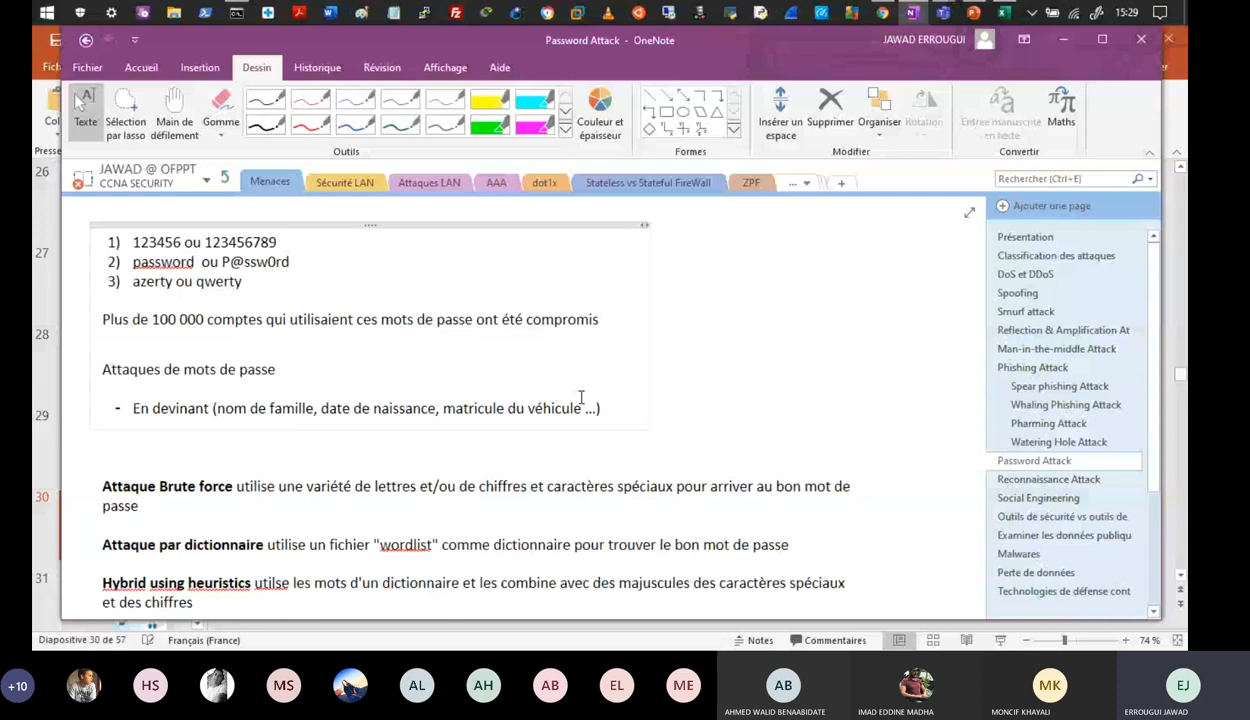 15:29
Password Attack - OneNote
JAWAD ERROUGUI
Fichier Accueil Insertion Dessin Historique Révision Affichage Aide
Texte
Sélection par lasso
Main de défilement
Gomme
Couleur et épaisseur
Insérer un espace
Supprimer
Organiser
Rotation
Entrée manuscrite en texte
Maths
Presse
Outils
Formes
Modifier
Convertir
JAWAD @ OFPPT
CCNA SECURITY
Menaces Sécurité LAN Attaques LAN AAA dot1x Stateless vs Stateful FireWall ZPF ...
Rechercher (Ctrl+E)
Ajouter une page
26
27
28
29
30
31
1) 123456 ou 123456789
2) password ou P@ssw0rd
3) azerty ou qwerty
Plus de 100 000 comptes qui utilisaient ces mots de passe ont été compromis
Attaques de mots de passe
- En devinant (nom de famille, date de naissance, matricule du véhicule ...)
Attaque Brute force utilise une variété de lettres et/ou de chiffres et caractères spéciaux pour arriver au bon mot de
passe
Attaque par dictionnaire utilise un fichier "wordlist" comme dictionnaire pour trouver le bon mot de passe
Hybrid using heuristics utilse les mots d'un dictionnaire et les combine avec des majuscules des caractères spéciaux
et des chiffres
Présentation
Classification des attaques
DoS et DDoS
Spoofing
Smurf attack
Reflection & Amplification At
Man-in-the-middle Attack
Phishing Attack
Spear phishing Attack
Whaling Phishing Attack
Pharming Attack
Watering Hole Attack
Password Attack
Reconnaissance Attack
Social Engineering
Outils de sécurité vs outils de
Examiner les données publiqu
Malwares
Perte de données
Technologies de défense cont
Diapositive 30 de 57 Français (France) Notes Commentaires 74 %
+10 HS MS AL AH AB EL ME AB MK EJ
AHMED WALID BENAABIDATE IMAD EDDINE MADHA MONCIF KHAYALI ERROUGUI JAWAD